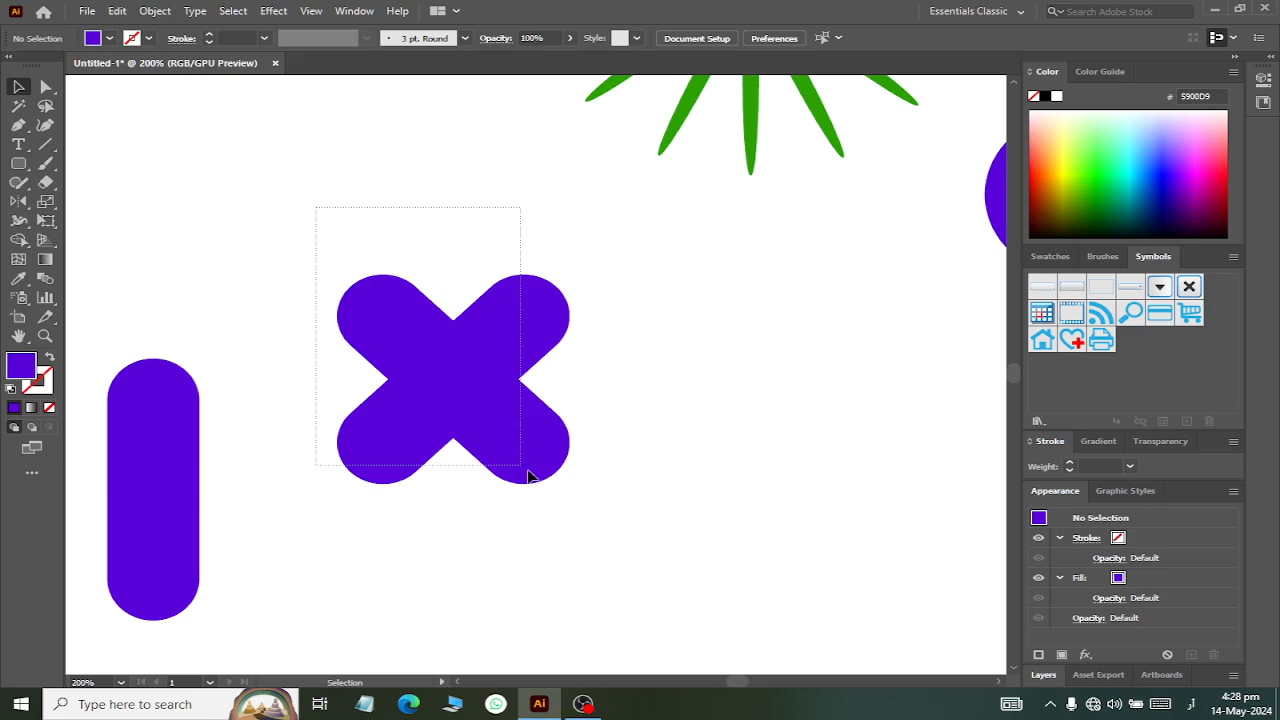 Ai File Edit Object Type Select Effect View Window Help Essentials Classic Search Adobe Stock
No Selection Stroke: 3 pt. Round Opacity: 100% Style: Document Setup Preferences
Untitled-1* @ 200% (RGB/GPU Preview)
Color Color Guide
# 5900D9
Swatches Brushes Symbols
Stroke Gradient Transparency
Weight:
Appearance Graphic Styles
No Selection
Stroke:
Opacity: Default
Fill:
Opacity: Default
Opacity: Default
fx
Layers Asset Export Artboards
200% 1 Selection
Type here to search
Ai
4:28 pm
14-May-2024